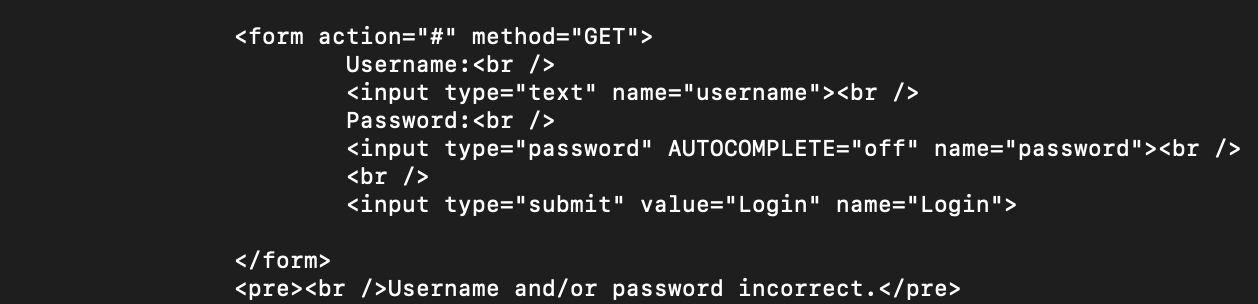 <form action="#" method="GET">
Username:<br />
<input type="text" name="username"><br />
Password:<br />
<input type="password" AUTOCOMPLETE="off" name="password"><br />
<br />
<input type="submit" value="Login" name="Login">
</form>
<pre><br />Username and/or password incorrect.</pre>